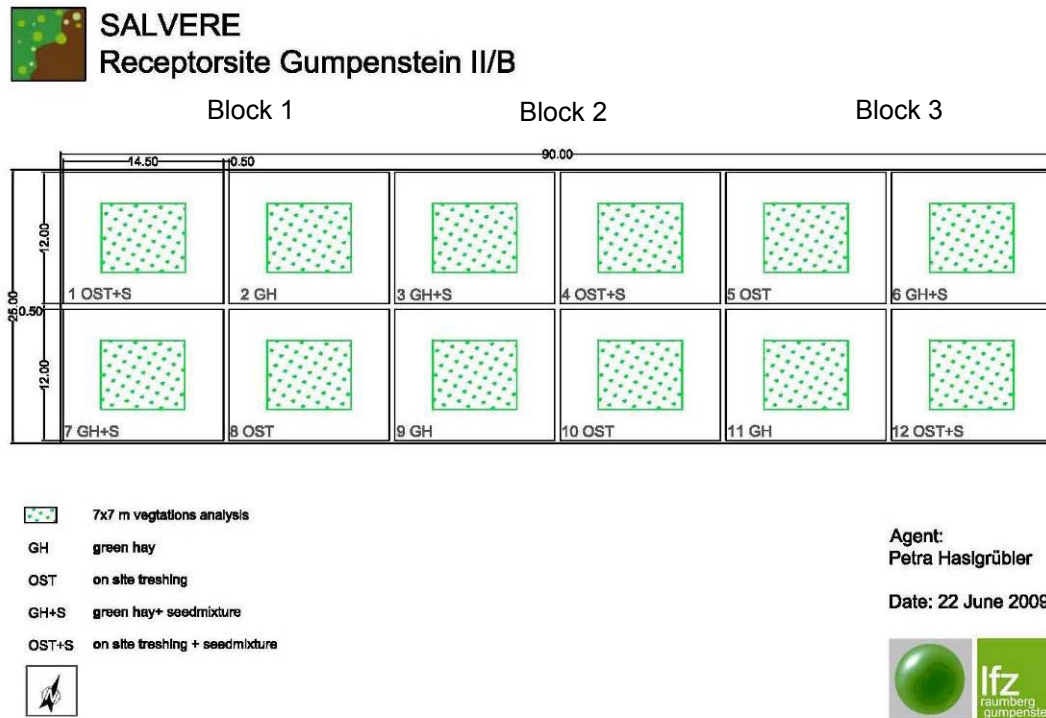 SALVERE
Receptorsite Gumpenstein II/B
Block 1 Block 2 Block 3
14.50 0.50 90.00
12.00
1 OST+S 2 GH 3 GH+S 4 OST+S 5 OST 6 GH+S
25.00 0.50
12.00
7 GH+S 8 OST 9 GH 10 OST 11 GH 12 OST+S
7x7 m vegtations analysis
GH green hay
OST on site treshing
GH+S green hay+ seedmixture
OST+S on site treshing + seedmixture
N
Agent:
Petra Haslgrübler
Date: 22 June 2009
lfz
raumberg
gumpenste